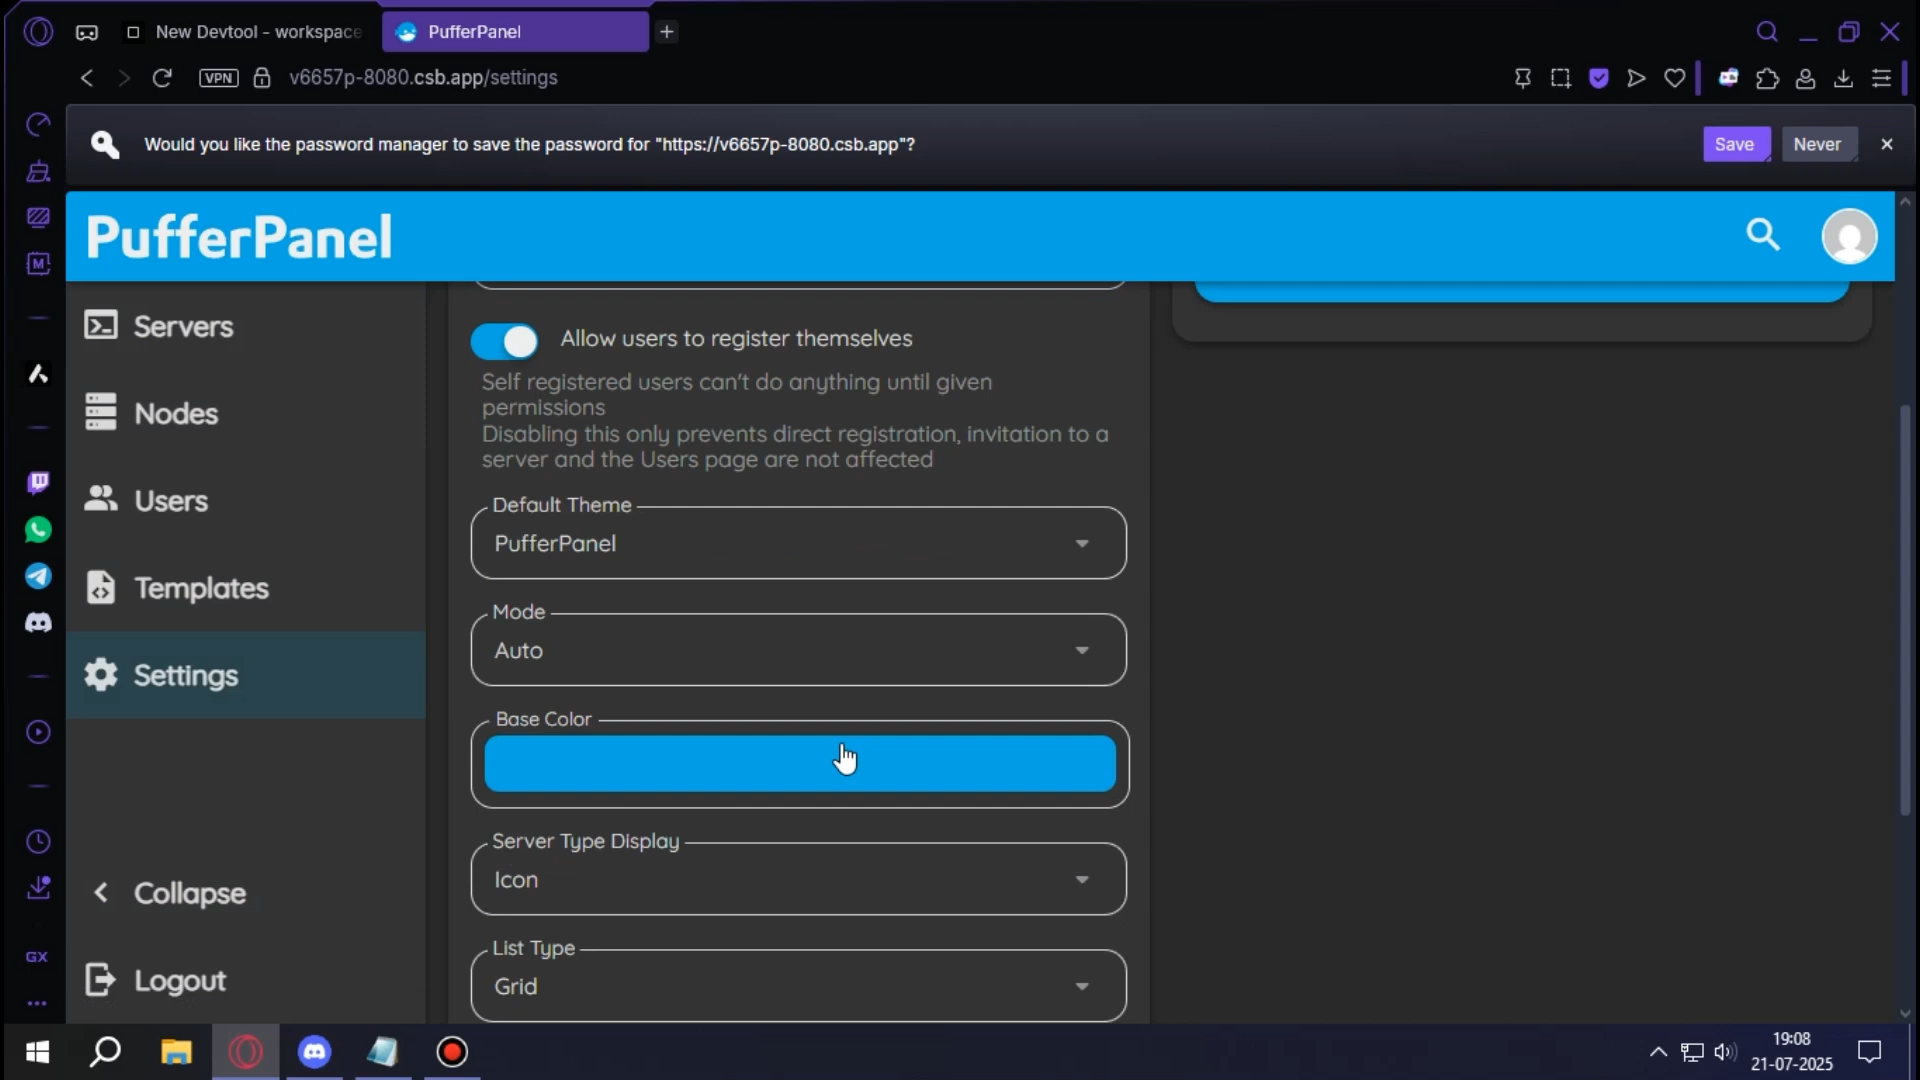 New Devtool - workspace
PufferPanel
VPN
v6657p-8080.csb.app/settings
Would you like the password manager to save the password for "https://v6657p-8080.csb.app"?
Save
Never
PufferPanel
Servers
Nodes
Users
Templates
Settings
Collapse
Logout
Allow users to register themselves
Self registered users can't do anything until given
permissions
Disabling this only prevents direct registration, invitation to a
server and the Users page are not affected
Default Theme
PufferPanel
Mode
Auto
Base Color
Server Type Display
Icon
List Type
Grid
M
GX
19:08
21-07-2025